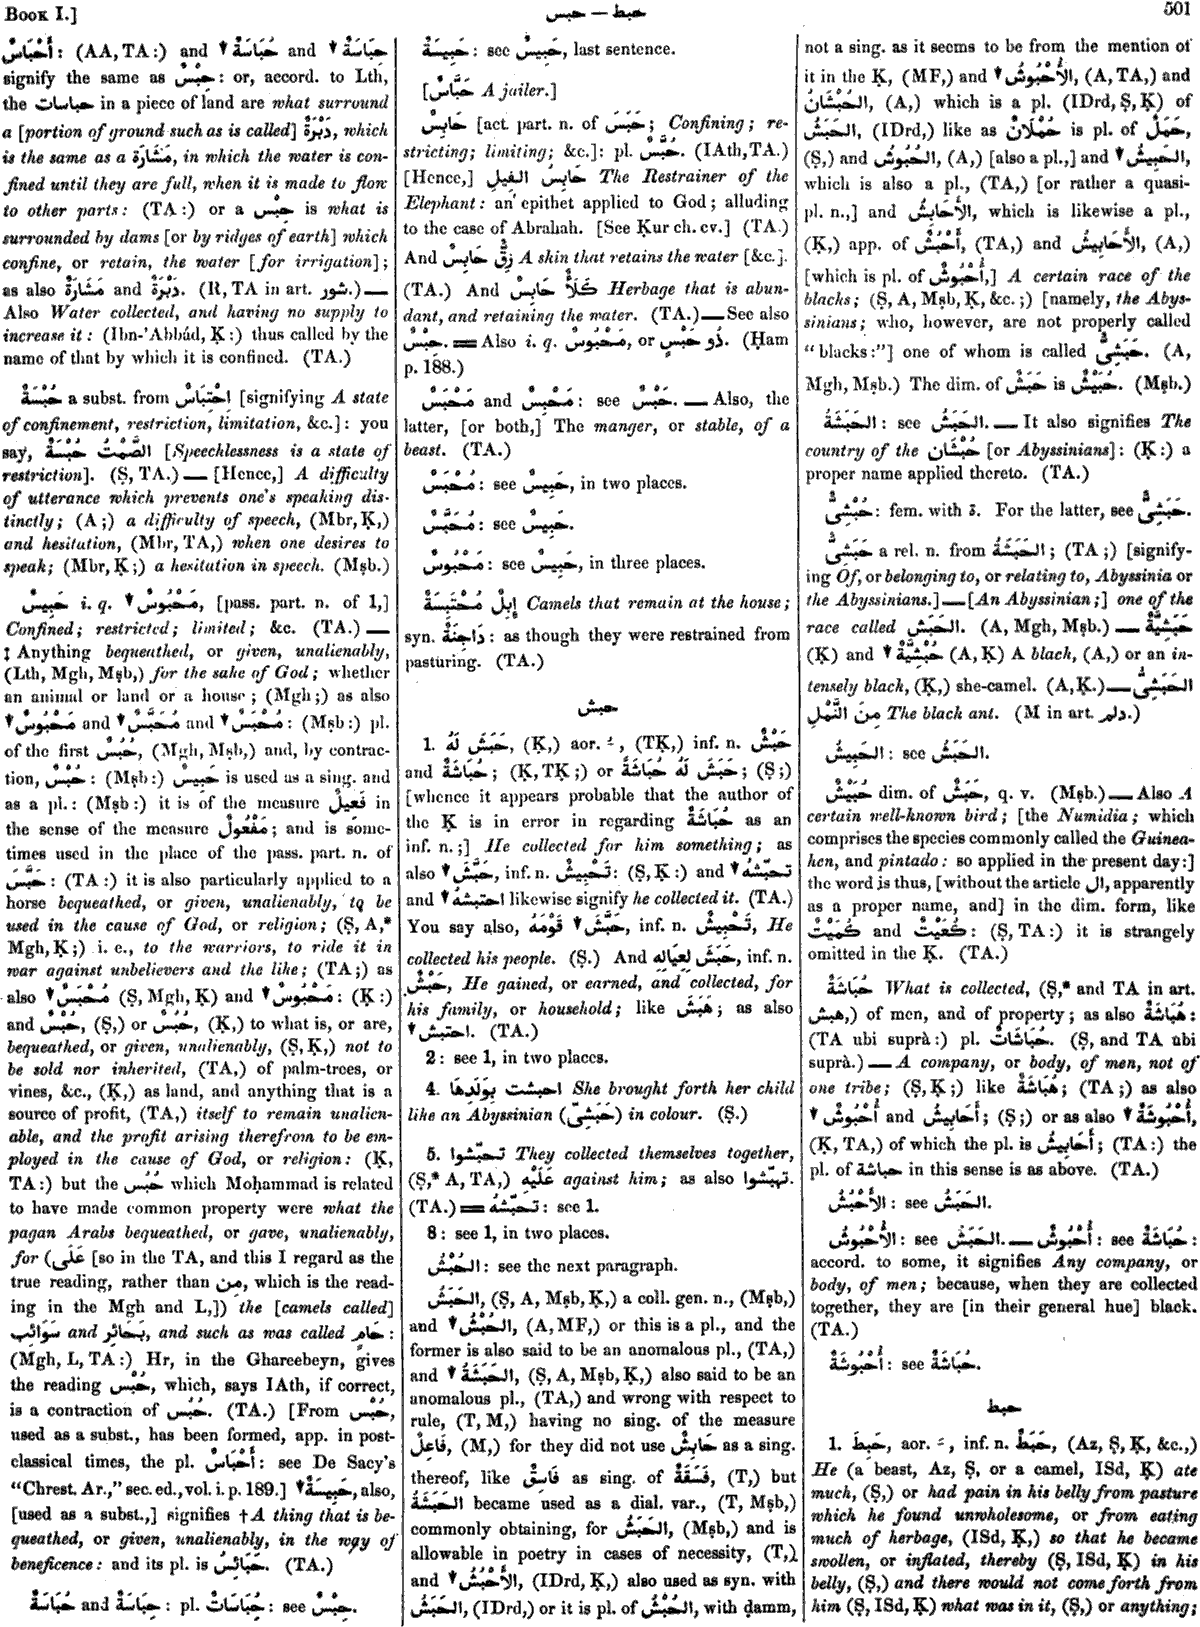 Book I.]
حبس — حبط
501
أَحْبَاسٌ: (AA, TA:) and ▼ حُبَاسَةٌ and ▼ حِبَاسَةٌ
signify the same as حِبْسٌ: or, accord. to Lth,
the حباسات in a piece of land are what surround
a [portion of ground such as is called] دَبْرَة, which
is the same as a مَشَارَة, in which the water is con-
fined until they are full, when it is made to flow
to other parts: (TA:) or a حِبْس is what is
surrounded by dams [or by ridges of earth] which
confine, or retain, the water [for irrigation];
as also مَشَارَةٌ and دَبْرَةٌ. (R, TA in art. شور.) —
Also Water collected, and having no supply to
increase it: (Ibn-'Abbád, Ḳ:) thus called by the
name of that by which it is confined. (TA.)
حُبْسَةٌ a subst. from اِحْتِبَاسٌ [signifying A state
of confinement, restriction, limitation, &c.]: you
say, الصَّمْتُ حُبْسَةٌ [Speechlessness is a state of
restriction]. (Ṣ, TA.) — [Hence,] A difficulty
of utterance which prevents one's speaking dis-
tinctly; (A;) a difficulty of speech, (Mbr, Ḳ,)
and hesitation, (Mbr, TA,) when one desires to
speak; (Mbr, Ḳ;) a hesitation in speech. (Mṣb.)
حَبِيسٌ i. q. ▼ مَحْبُوسٌ, [pass. part. n. of 1,]
Confined; restricted; limited; &c. (TA.) —
‡ Anything bequeathed, or given, unalienably,
(Lth, Mgh, Mṣb,) for the sake of God; whether
an animal or land or a house; (Mgh;) as also
▼ مَحْبُوسٌ and ▼ مُحَبَّسٌ and ▼ مُحْبَسٌ: (Mṣb:) pl.
of the first حُبُسٌ, (Mgh, Mṣb,) and, by contrac-
tion, حُبْسٌ: (Mṣb:) حَبِيسٌ is used as a sing. and
as a pl.: (Mṣb:) it is of the measure فَعِيلٌ in
the sense of the measure مَفْعُولٌ; and is some-
times used in the place of the pass. part. n. of
حَبَّسَ: (TA:) it is also particularly applied to a
horse bequeathed, or given, unalienably, to be
used in the cause of God, or religion; (Ṣ, A,*
Mgh, Ḳ;) i. e., to the warriors, to ride it in
war against unbelievers and the like; (TA;) as
also ▼ مُحْبَسٌ (Ṣ, Mgh, Ḳ) and ▼ مَحْبُوسٌ: (Ḳ:)
and حُبْسٌ, (Ṣ,) or حُبُسٌ, (Ḳ,) to what is, or are,
bequeathed, or given, unalienably, (Ṣ, Ḳ,) not to
be sold nor inherited, (TA,) of palm-trees, or
vines, &c., (Ḳ,) as land, and anything that is a
source of profit, (TA,) itself to remain unalien-
able, and the profit arising therefrom to be em-
ployed in the cause of God, or religion: (Ḳ,
TA:) but the حُبُس which Moḥammad is related
to have made common property were what the
pagan Arabs bequeathed, or gave, unalienably,
for (عَلَى [so in the TA, and this I regard as the
true reading, rather than مِن, which is the read-
ing in the Mgh and L,]) the [camels called]
سَوَائِب and بَحَائِر, and such as was called حَامٍ:
(Mgh, L, TA:) Hr, in the Ghareebeyn, gives
the reading حُبْس, which, says IAth, if correct,
is a contraction of حُبُس. (TA.) [From حُبْس,
used as a subst., has been formed, app. in post-
classical times, the pl. أَحْبَاسٌ: see De Sacy's
“Chrest. Ar.,” sec. ed., vol. i. p. 189.] ▼ حَبِيسَةٌ, also,
[used as a subst.,] signifies † A thing that is be-
queathed, or given, unalienably, in the way of
beneficence: and its pl. is حَبَائِسُ. (TA.)
حُبَاسَةٌ and حِبَاسَةٌ: pl. حِبَاسَاتٌ: see حِبْسٌ.
حَبِيسَةٌ: see حَبِيسٌ, last sentence.
[حَبَّاسٌ A jailer.]
حَابِسٌ [act. part. n. of حَبَسَ; Confining; re-
stricting; limiting; &c.]: pl. حُبَّسٌ. (IAth, TA.)
[Hence,] حَابِسُ الفِيلِ The Restrainer of the
Elephant: an epithet applied to God; alluding
to the case of Abrahah. [See Ḳur ch. cv.] (TA.)
And زِقٌّ حَابِسٌ A skin that retains the water [&c.].
(TA.) And كَلَأٌ حَابِسٌ Herbage that is abun-
dant, and retaining the water. (TA.) — See also
حِبْسٌ. = Also i. q. مَحْبُوسٌ, or ذُو حَبْسٍ. (Ḥam
p. 188.)
مَحْبَسٌ and مَحْبِسٌ: see حَبْسٌ. — Also, the
latter, [or both,] The manger, or stable, of a
beast. (TA.)
مُحْبَسٌ: see حَبِيسٌ, in two places.
مُحَبَّسٌ: see حَبِيسٌ.
مَحْبُوسٌ: see حَبِيسٌ, in three places.
إِبِلٌ مُحْتَبِسَةٌ Camels that remain at the house;
syn. دَاجِنَةٌ: as though they were restrained from
pasturing. (TA.)
حبش
1. حَبَشَ لَهُ, (Ḳ,) aor. ُ , (TḲ,) inf. n. حَبْشٌ
and حُبَاشَةٌ; (Ḳ, TḲ;) or حَبَشَ لَهُ حُبَاشَةً; (Ṣ;)
[whence it appears probable that the author of
the Ḳ is in error in regarding حُبَاشَةٌ as an
inf. n.;] He collected for him something; as
also ▼ حَبَّشَ, inf. n. تَحْبِيشٌ: (Ṣ, Ḳ:) and ▼ تحبّشهُ
and ▼ احتبشهُ likewise signify he collected it. (TA.)
You say also, ▼ حَبَّشَ قَوْمَهُ, inf. n. تَحْبِيشٌ, He
collected his people. (Ṣ.) And حَبَشَ لِعِيَالِهِ, inf. n.
حَبْشٌ, He gained, or earned, and collected, for
his family, or household; like هَبَشَ; as also
▼ احتبش. (TA.)
2: see 1, in two places.
4. احبشت بِوَلَدِهَا She brought forth her child
like an Abyssinian (حَبَشِىّ) in colour. (Ṣ.)
5. تحبّشوا They collected themselves together,
(Ṣ,* A, TA,) عَلَيْهِ against him; as also تهبّشوا.
(TA.) = تحبّشهُ: see 1.
8: see 1, in two places.
الحُبْشُ: see the next paragraph.
الحَبَشُ, (Ṣ, A, Mṣb, Ḳ,) a coll. gen. n., (Mṣb,)
and ▼ الحُبْشُ, (A, MF,) or this is a pl., and the
former is also said to be an anomalous pl., (TA,)
and ▼ الحَبَشَةُ, (Ṣ, A, Mṣb, Ḳ,) also said to be an
anomalous pl., (TA,) and wrong with respect to
rule, (T, M,) having no sing. of the measure
فَاعِلٌ, (M,) for they did not use حَابِشٌ as a sing.
thereof, like فَاسِقٌ as sing. of فَسَقَةٌ, (T,) but
الحَبَشَةُ became used as a dial. var., (T, Mṣb,)
commonly obtaining, for الحَبَشُ, (Mṣb,) and is
allowable in poetry in cases of necessity, (T,)
and ▼ الأَحْبُشُ, (IDrd, Ḳ,) also used as syn. with
الحَبَشُ, (IDrd,) or it is pl. of الحُبْشُ, with ḍamm,
not a sing. as it seems to be from the mention of
it in the Ḳ, (MF,) and ▼ الأُحْبُوشُ, (A, TA,) and
الحُبْشَانُ, (A,) which is a pl. (IDrd, Ṣ, Ḳ) of
الحَبَشُ, (IDrd,) like as حُمْلَانٌ is pl. of حَمَلٌ,
(Ṣ,) and الحُبُوشُ, (A,) [also a pl.,] and ▼ الحَبِيشُ,
which is also a pl., (TA,) [or rather a quasi-
pl. n.,] and الأَحَابِشُ, which is likewise a pl.,
(Ḳ,) app. of أَحْبُشٌ, (TA,) and الأَحَابِيشُ, (A,)
[which is pl. of أُحْبُوشٌ,] A certain race of the
blacks; (Ṣ, A, Mṣb, Ḳ, &c.;) [namely, the Abys-
sinians; who, however, are not properly called
“blacks:”] one of whom is called حَبَشِىٌّ. (A,
Mgh, Mṣb.) The dim. of حَبَشٌ is حُبَيْشٌ. (Mṣb.)
الحَبَشَةُ: see الحَبَشُ. — It also signifies The
country of the حُبْشَان [or Abyssinians]: (Ḳ:) a
proper name applied thereto. (TA.)
حُبْشِىٌّ: fem. with ة. For the latter, see حَبَشِىٌّ.
حَبَشِىٌّ a rel. n. from الحَبَشَةُ; (TA;) [signify-
ing Of, or belonging to, or relating to, Abyssinia or
the Abyssinians.] — [An Abyssinian;] one of the
race called الحَبَش. (A, Mgh, Mṣb.) — حَبَشِيَّةٌ
(Ḳ) and ▼ حُبْشِيَّةٌ (A, Ḳ) A black, (A,) or an in-
tensely black, (Ḳ,) she-camel. (A, Ḳ.) — الحَبَشِىُّ
مِنَ النَّمْلِ The black ant. (M in art. دلم.)
الحَبِيشُ: see الحَبَشُ.
حُبَيْشٌ dim. of حَبَشٌ, q. v. (Mṣb.) — Also A
certain well-known bird; [the Numidia; which
comprises the species commonly called the Guinea-
hen, and pintado: so applied in the present day:]
the word is thus, [without the article ال, apparently
as a proper name, and] in the dim. form, like
كُمَيْتٌ and كُعَيْتٌ: (Ṣ, TA:) it is strangely
omitted in the Ḳ. (TA.)
حُبَاشَةٌ What is collected, (Ṣ,* and TA in art.
هبش,) of men, and of property; as also هُبَاشَةٌ:
(TA ubi suprà:) pl. حُبَاشَاتٌ. (Ṣ, and TA ubi
suprà.) — A company, or body, of men, not of
one tribe; (Ṣ, Ḳ;) like هُبَاشَةٌ; (TA;) as also
▼ أُحْبُوشٌ and أَحَابِيشُ; (Ṣ;) or as also ▼ أُحْبُوشَةٌ,
(Ḳ, TA,) of which the pl. is أَحَابِيشُ; (TA:) the
pl. of حباشة in this sense is as above. (TA.)
الأَحْبُشُ: see الحَبَشُ.
الأُحْبُوشُ: see الحَبَشُ. — أُحْبُوشٌ: see حُبَاشَةٌ:
accord. to some, it signifies Any company, or
body, of men; because, when they are collected
together, they are [in their general hue] black.
(TA.)
أُحْبُوشَةٌ: see حُبَاشَةٌ.
حبط
1. حَبِطَ, aor. َ , inf. n. حَبَطٌ, (Az, Ṣ, Ḳ, &c.,)
He (a beast, Az, Ṣ, or a camel, ISd, Ḳ) ate
much, (Ṣ,) or had pain in his belly from pasture
which he found unwholesome, or from eating
much of herbage, (ISd, Ḳ,) so that he became
swollen, or inflated, thereby (Ṣ, ISd, Ḳ) in his
belly, (Ṣ,) and there would not come forth from
him (Ṣ, ISd, Ḳ) what was in it, (Ṣ,) or anything;